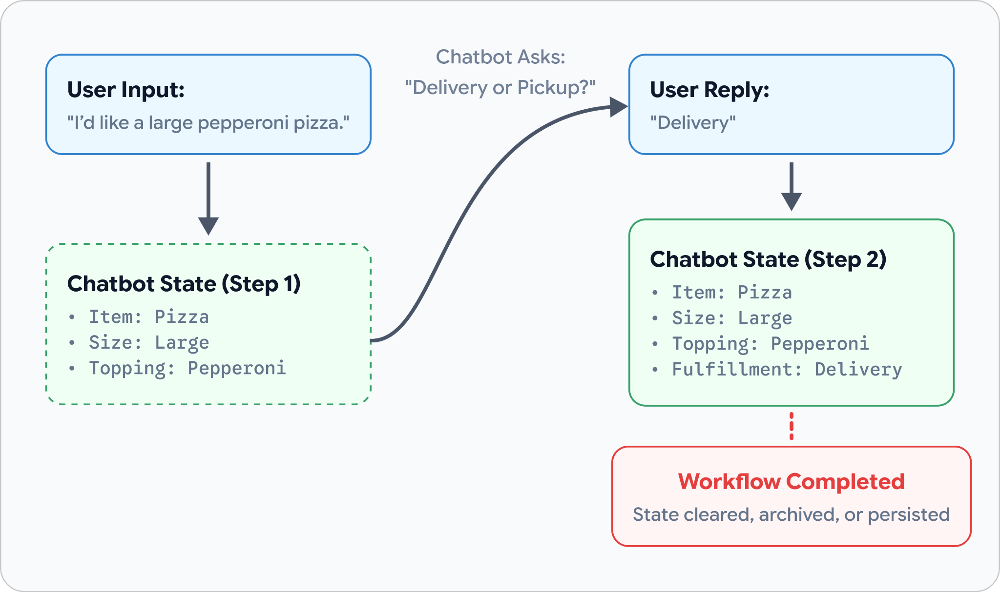 User Input:
"I’d like a large pepperoni pizza."
Chatbot State (Step 1)
• Item: Pizza
• Size: Large
• Topping: Pepperoni
Chatbot Asks:
"Delivery or Pickup?"
User Reply:
"Delivery"
Chatbot State (Step 2)
• Item: Pizza
• Size: Large
• Topping: Pepperoni
• Fulfillment: Delivery
Workflow Completed
State cleared, archived, or persisted